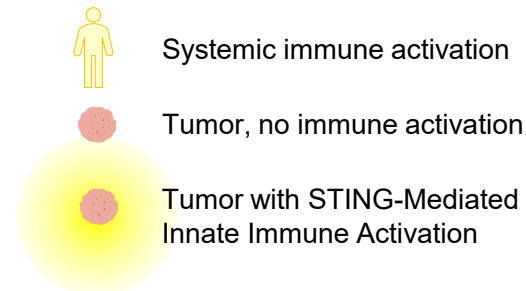 Systemic immune activation
Tumor, no immune activation
Tumor with STING-Mediated
Innate Immune Activation